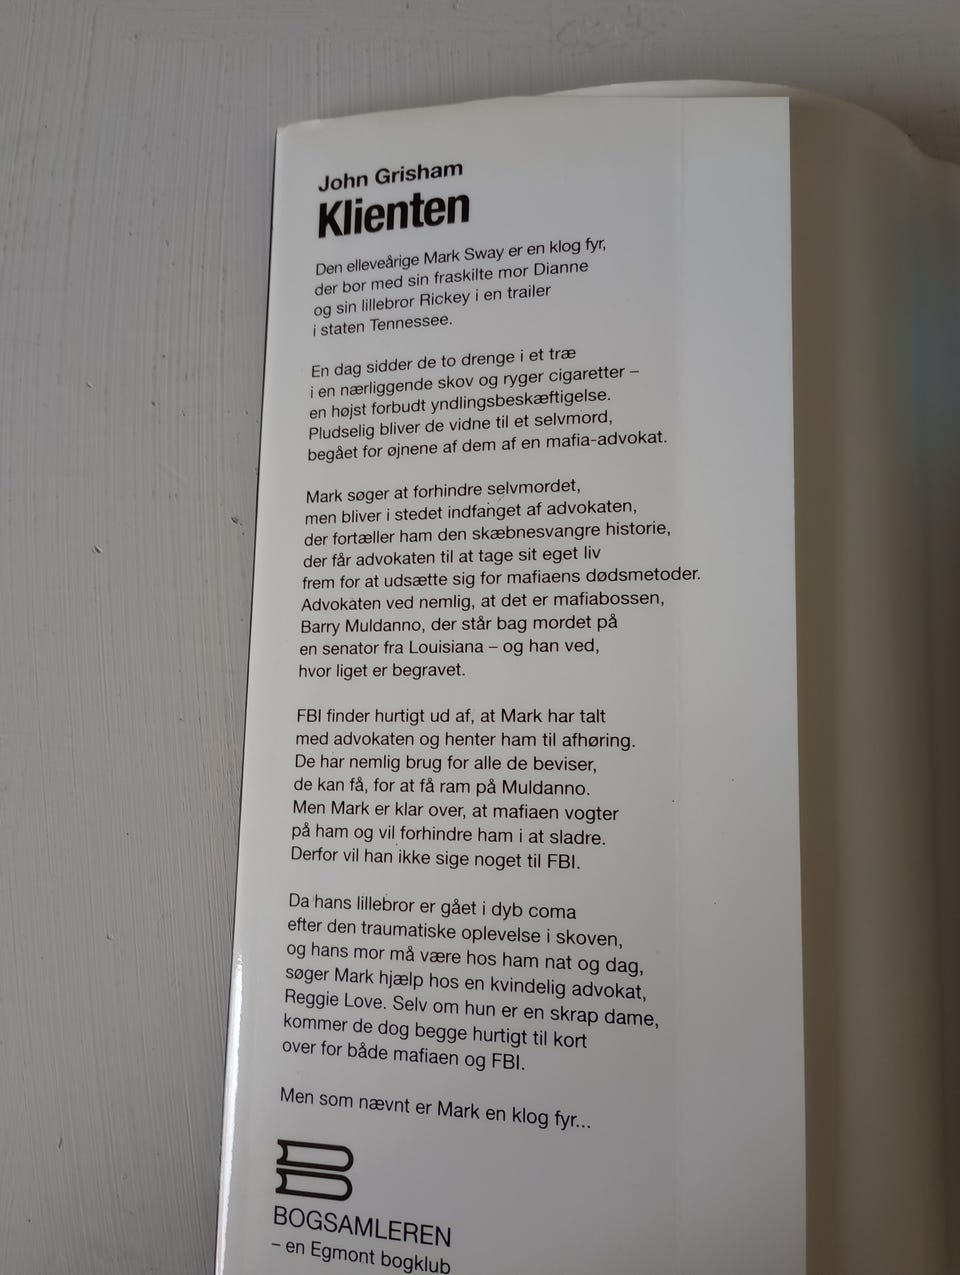 John Grisham
Klienten
Den elleveårige Mark Sway er en klog fyr,
der bor med sin fraskilte mor Dianne
og sin lillebror Rickey i en trailer
i staten Tennessee.
En dag sidder de to drenge i et træ
i en nærliggende skov og ryger cigaretter –
en højst forbudt yndlingsbeskæftigelse.
Pludselig bliver de vidne til et selvmord,
begået for øjnene af dem af en mafia-advokat.
Mark søger at forhindre selvmordet,
men bliver i stedet indfanget af advokaten,
der fortæller ham den skæbnesvangre historie,
der får advokaten til at tage sit eget liv
frem for at udsætte sig for mafiaens dødsmetoder.
Advokaten ved nemlig, at det er mafiabossen,
Barry Muldanno, der står bag mordet på
en senator fra Louisiana – og han ved,
hvor liget er begravet.
FBI finder hurtigt ud af, at Mark har talt
med advokaten og henter ham til afhøring.
De har nemlig brug for alle de beviser,
de kan få, for at få ram på Muldanno.
Men Mark er klar over, at mafiaen vogter
på ham og vil forhindre ham i at sladre.
Derfor vil han ikke sige noget til FBI.
Da hans lillebror er gået i dyb coma
efter den traumatiske oplevelse i skoven,
og hans mor må være hos ham nat og dag,
søger Mark hjælp hos en kvindelig advokat,
Reggie Love. Selv om hun er en skrap dame,
kommer de dog begge hurtigt til kort
over for både mafiaen og FBI.
Men som nævnt er Mark en klog fyr...
BOGSAMLEREN
– en Egmont bogklub